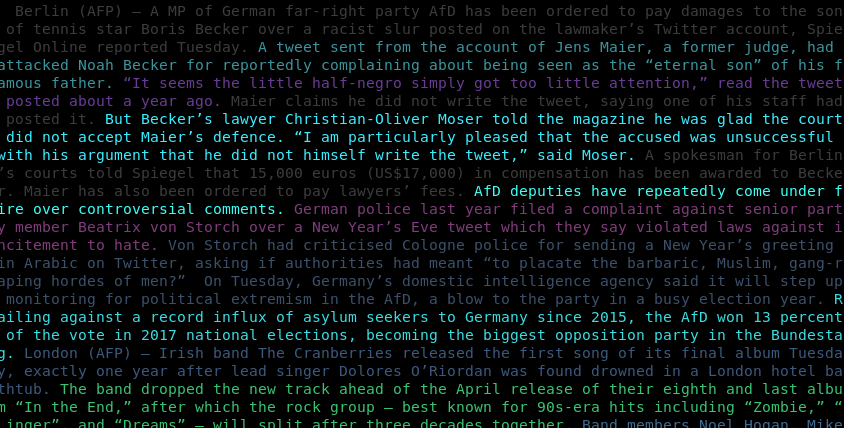 Berlin (AFP) — A MP of German far-right party AfD has been ordered to pay damages to the son
of tennis star Boris Becker over a racist slur posted on the lawmaker’s Twitter account, Spie
gel Online reported Tuesday. A tweet sent from the account of Jens Maier, a former judge, had
attacked Noah Becker for reportedly complaining about being seen as the “eternal son” of his f
amous father. “It seems the little half-negro simply got too little attention,” read the tweet
posted about a year ago. Maier claims he did not write the tweet, saying one of his staff had
posted it. But Becker’s lawyer Christian-Oliver Moser told the magazine he was glad the court
did not accept Maier’s defence. “I am particularly pleased that the accused was unsuccessful
with his argument that he did not himself write the tweet,” said Moser. A spokesman for Berlin
’s courts told Spiegel that 15,000 euros (US$17,000) in compensation has been awarded to Becke
r. Maier has also been ordered to pay lawyers’ fees. AfD deputies have repeatedly come under f
ire over controversial comments. German police last year filed a complaint against senior part
y member Beatrix von Storch over a New Year’s Eve tweet which they say violated laws against i
ncitement to hate. Von Storch had criticised Cologne police for sending a New Year’s greeting
in Arabic on Twitter, asking if authorities had meant “to placate the barbaric, Muslim, gang-r
aping hordes of men?”  On Tuesday, Germany’s domestic intelligence agency said it will step up
monitoring for political extremism in the AfD, a blow to the party in a busy election year. R
ailing against a record influx of asylum seekers to Germany since 2015, the AfD won 13 percent
of the vote in 2017 national elections, becoming the biggest opposition party in the Bundesta
g. London (AFP) — Irish band The Cranberries released the first song of its final album Tuesda
y, exactly one year after lead singer Dolores O’Riordan was found drowned in a London hotel ba
thtub. The band dropped the new track ahead of the April release of their eighth and last albu
m “In the End,” after which the rock group — best known for 90s-era hits including “Zombie,” “
Linger”, and “Dreams” — will split after three decades together. Band members Noel Hogan, Mike